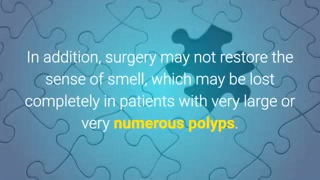 In addition, surgery may not restore the
sense of smell, which may be lost
completely in patients with very large or
very numerous polyps.